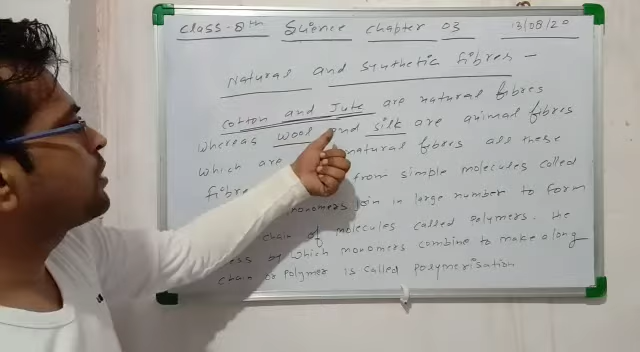 Class-8th Science chapter 03 13/08/20
Natural and synthetic fibres -
Cotton and Jute are natural fibres
whereas wool and silk are animal fibres
which are natural fibres all these
fibre from simple molecules called
monomers join in large number to form
chain of molecules called Polymers. The
ess of which monomers combine to make a long
chain or Polymer is called Polymerisation